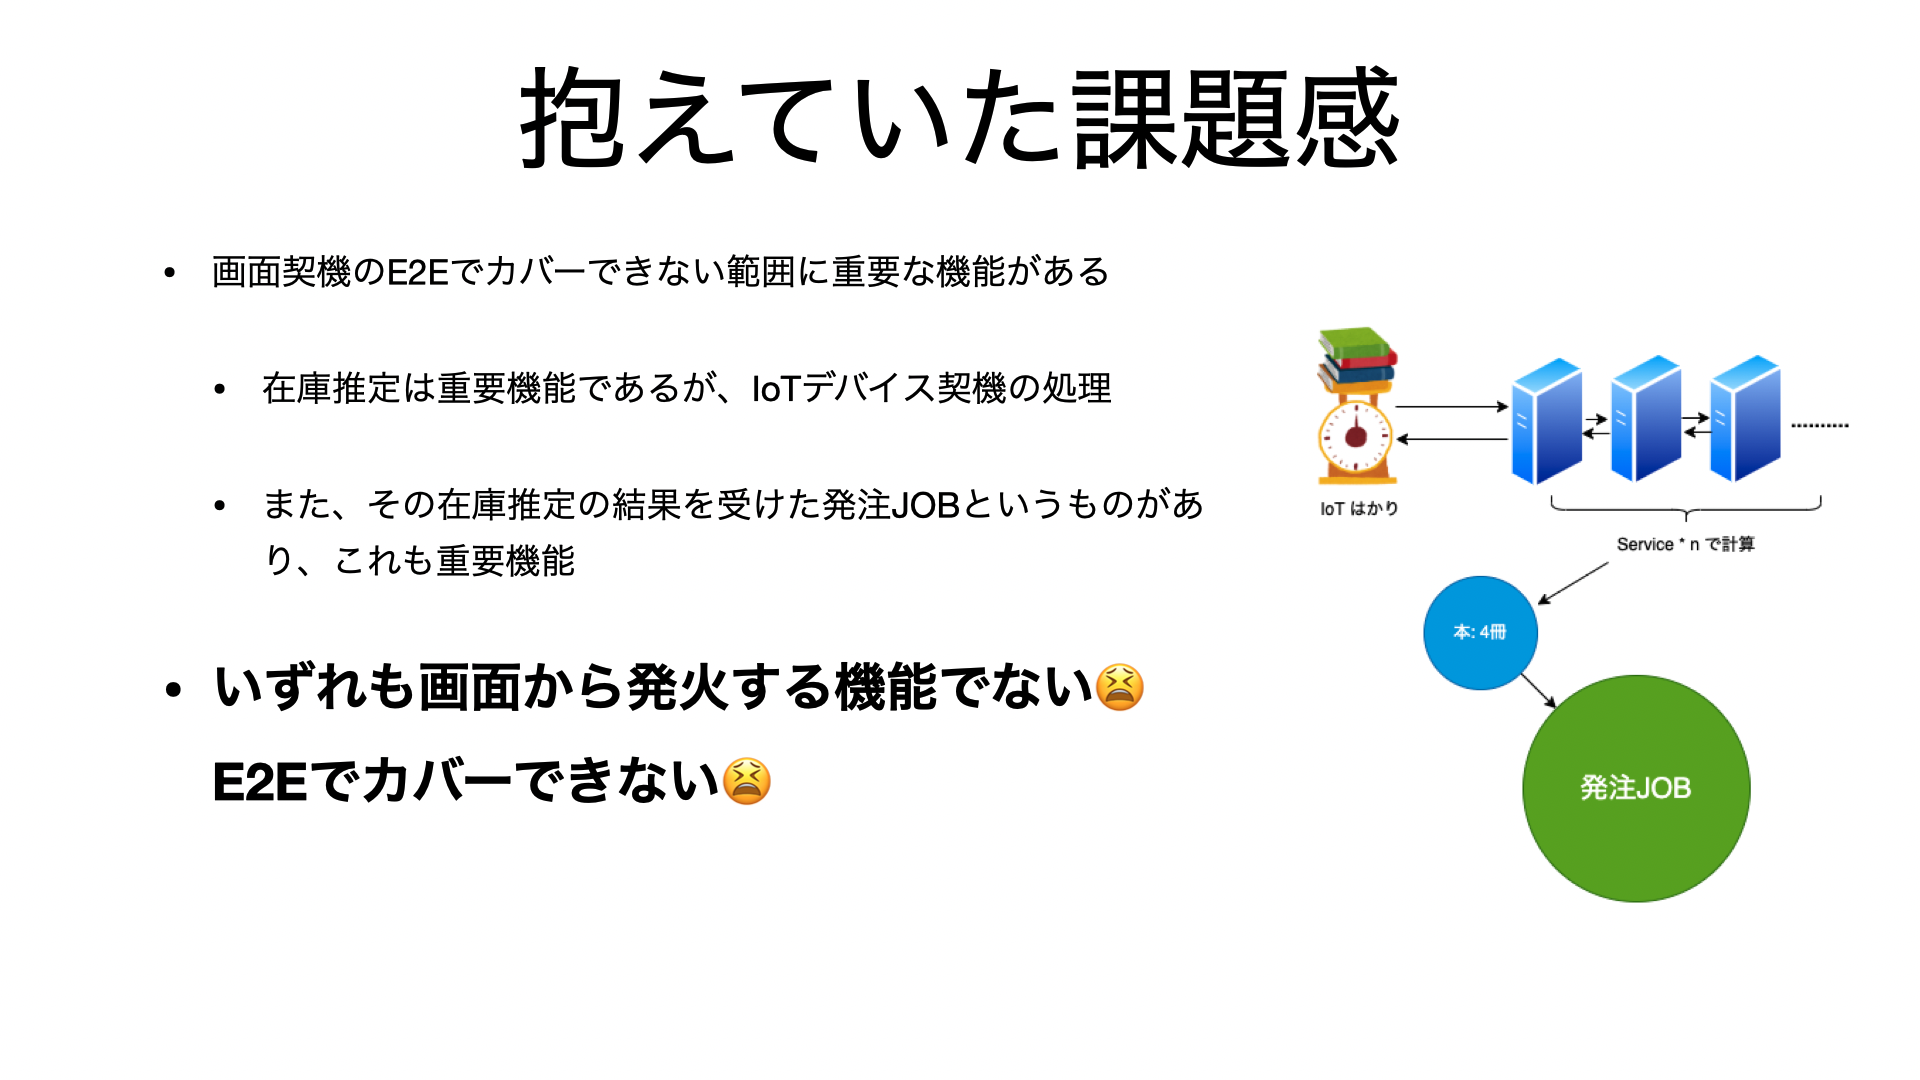 抱えていた課題感
• 画面契機のE2Eでカバーできない範囲に重要な機能がある
• 在庫推定は重要機能であるが、IoTデバイス契機の処理
• また、その在庫推定の結果を受けた発注JOBというものがあ
り、これも重要機能
• いずれも画面から発火する機能でない😫
E2Eでカバーできない😫
IoT はかり
Service * n で計算
本: 4冊
発注JOB